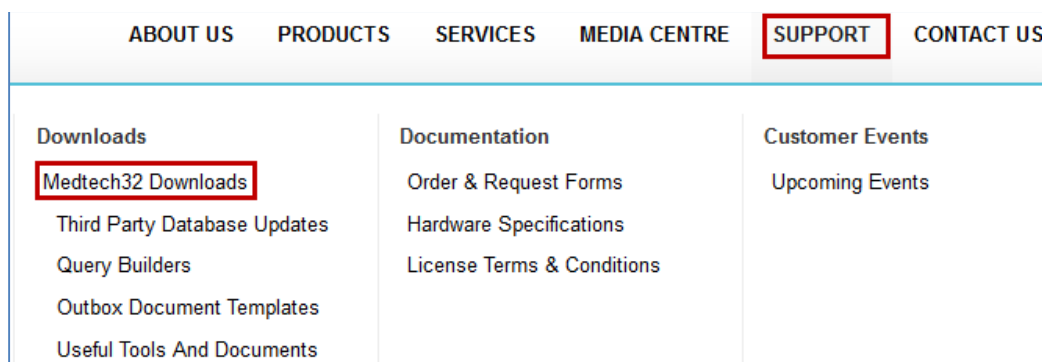 ABOUT US PRODUCTS SERVICES MEDIA CENTRE SUPPORT CONTACT US
Downloads
Medtech32 Downloads
Third Party Database Updates
Query Builders
Outbox Document Templates
Useful Tools And Documents
Documentation
Order & Request Forms
Hardware Specifications
License Terms & Conditions
Customer Events
Upcoming Events